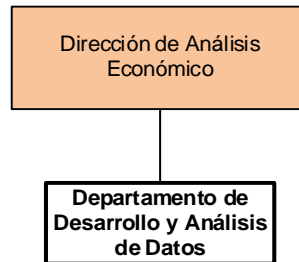 Dirección de Análisis
Económico
Departamento de
Desarrollo y Análisis
de Datos